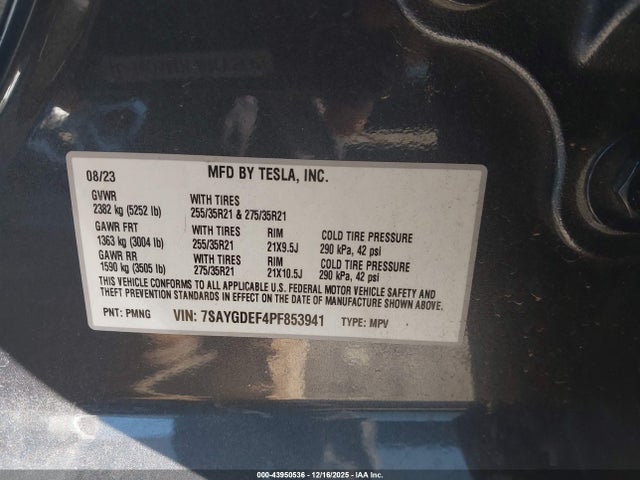 08/23 MFD BY TESLA, INC.
GVWR WITH TIRES
2382 kg (5252 lb) 255/35R21 & 275/35R21
GAWR FRT WITH TIRES RIM COLD TIRE PRESSURE
1363 kg (3004 lb) 255/35R21 21X9.5J 290 kPa, 42 psi
GAWR RR WITH TIRES RIM COLD TIRE PRESSURE
1590 kg (3505 lb) 275/35R21 21X10.5J 290 kPa, 42 psi
THIS VEHICLE CONFORMS TO ALL APPLICABLE U.S. FEDERAL MOTOR VEHICLE SAFETY AND
THEFT PREVENTION STANDARDS IN EFFECT ON THE DATE OF MANUFACTURE SHOWN ABOVE.
PNT: PMNG VIN: 7SAYGDEF4PF853941 TYPE: MPV
000-43950536 - 12/16/2025 - IAA Inc.